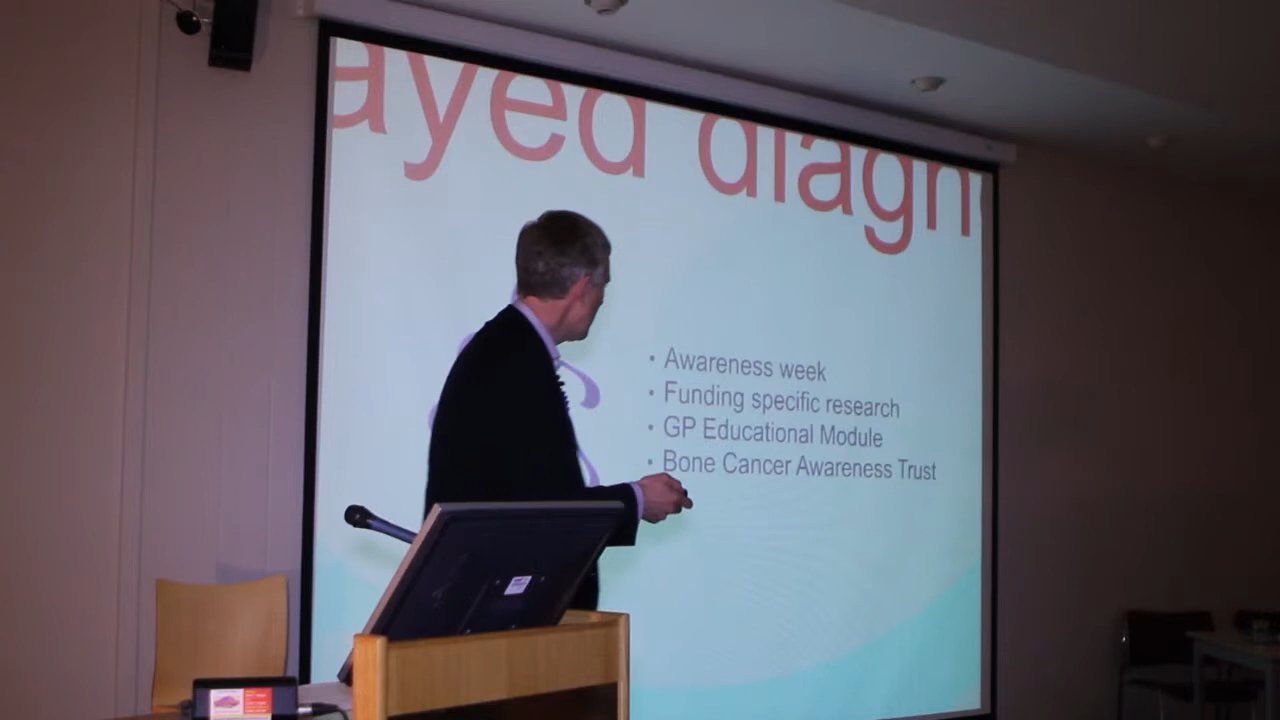 ayed diagn
• Awareness week
• Funding specific research
• GP Educational Module
• Bone Cancer Awareness Trust